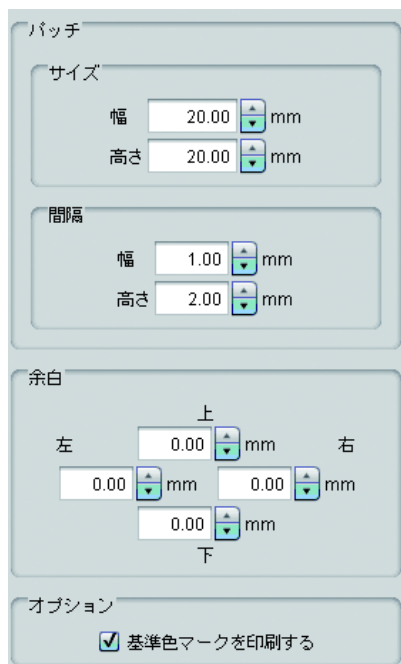 パッチ
サイズ
幅 20.00 mm
高さ 20.00 mm
間隔
幅 1.00 mm
高さ 2.00 mm
余白
上
左 0.00 mm 右
0.00 mm 0.00 mm
0.00 mm
下
オプション
基準色マークを印刷する